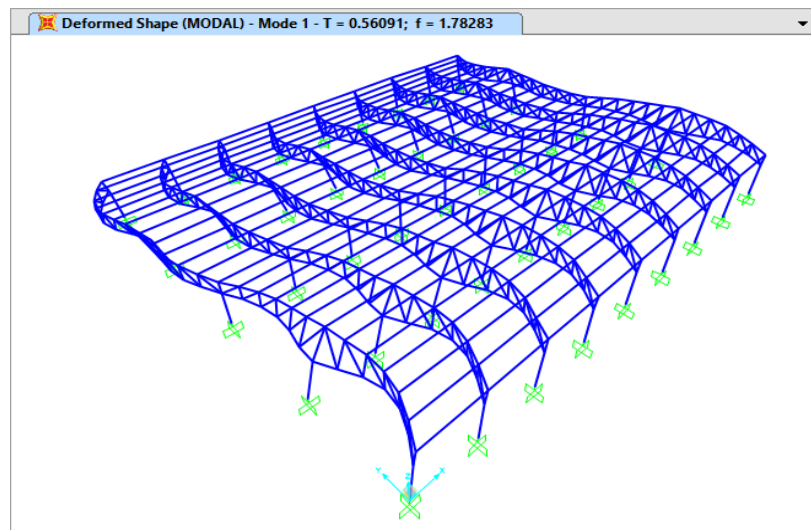 Deformed Shape (MODAL) - Mode 1 - T = 0.56091; f = 1.78283
Z
Y
X